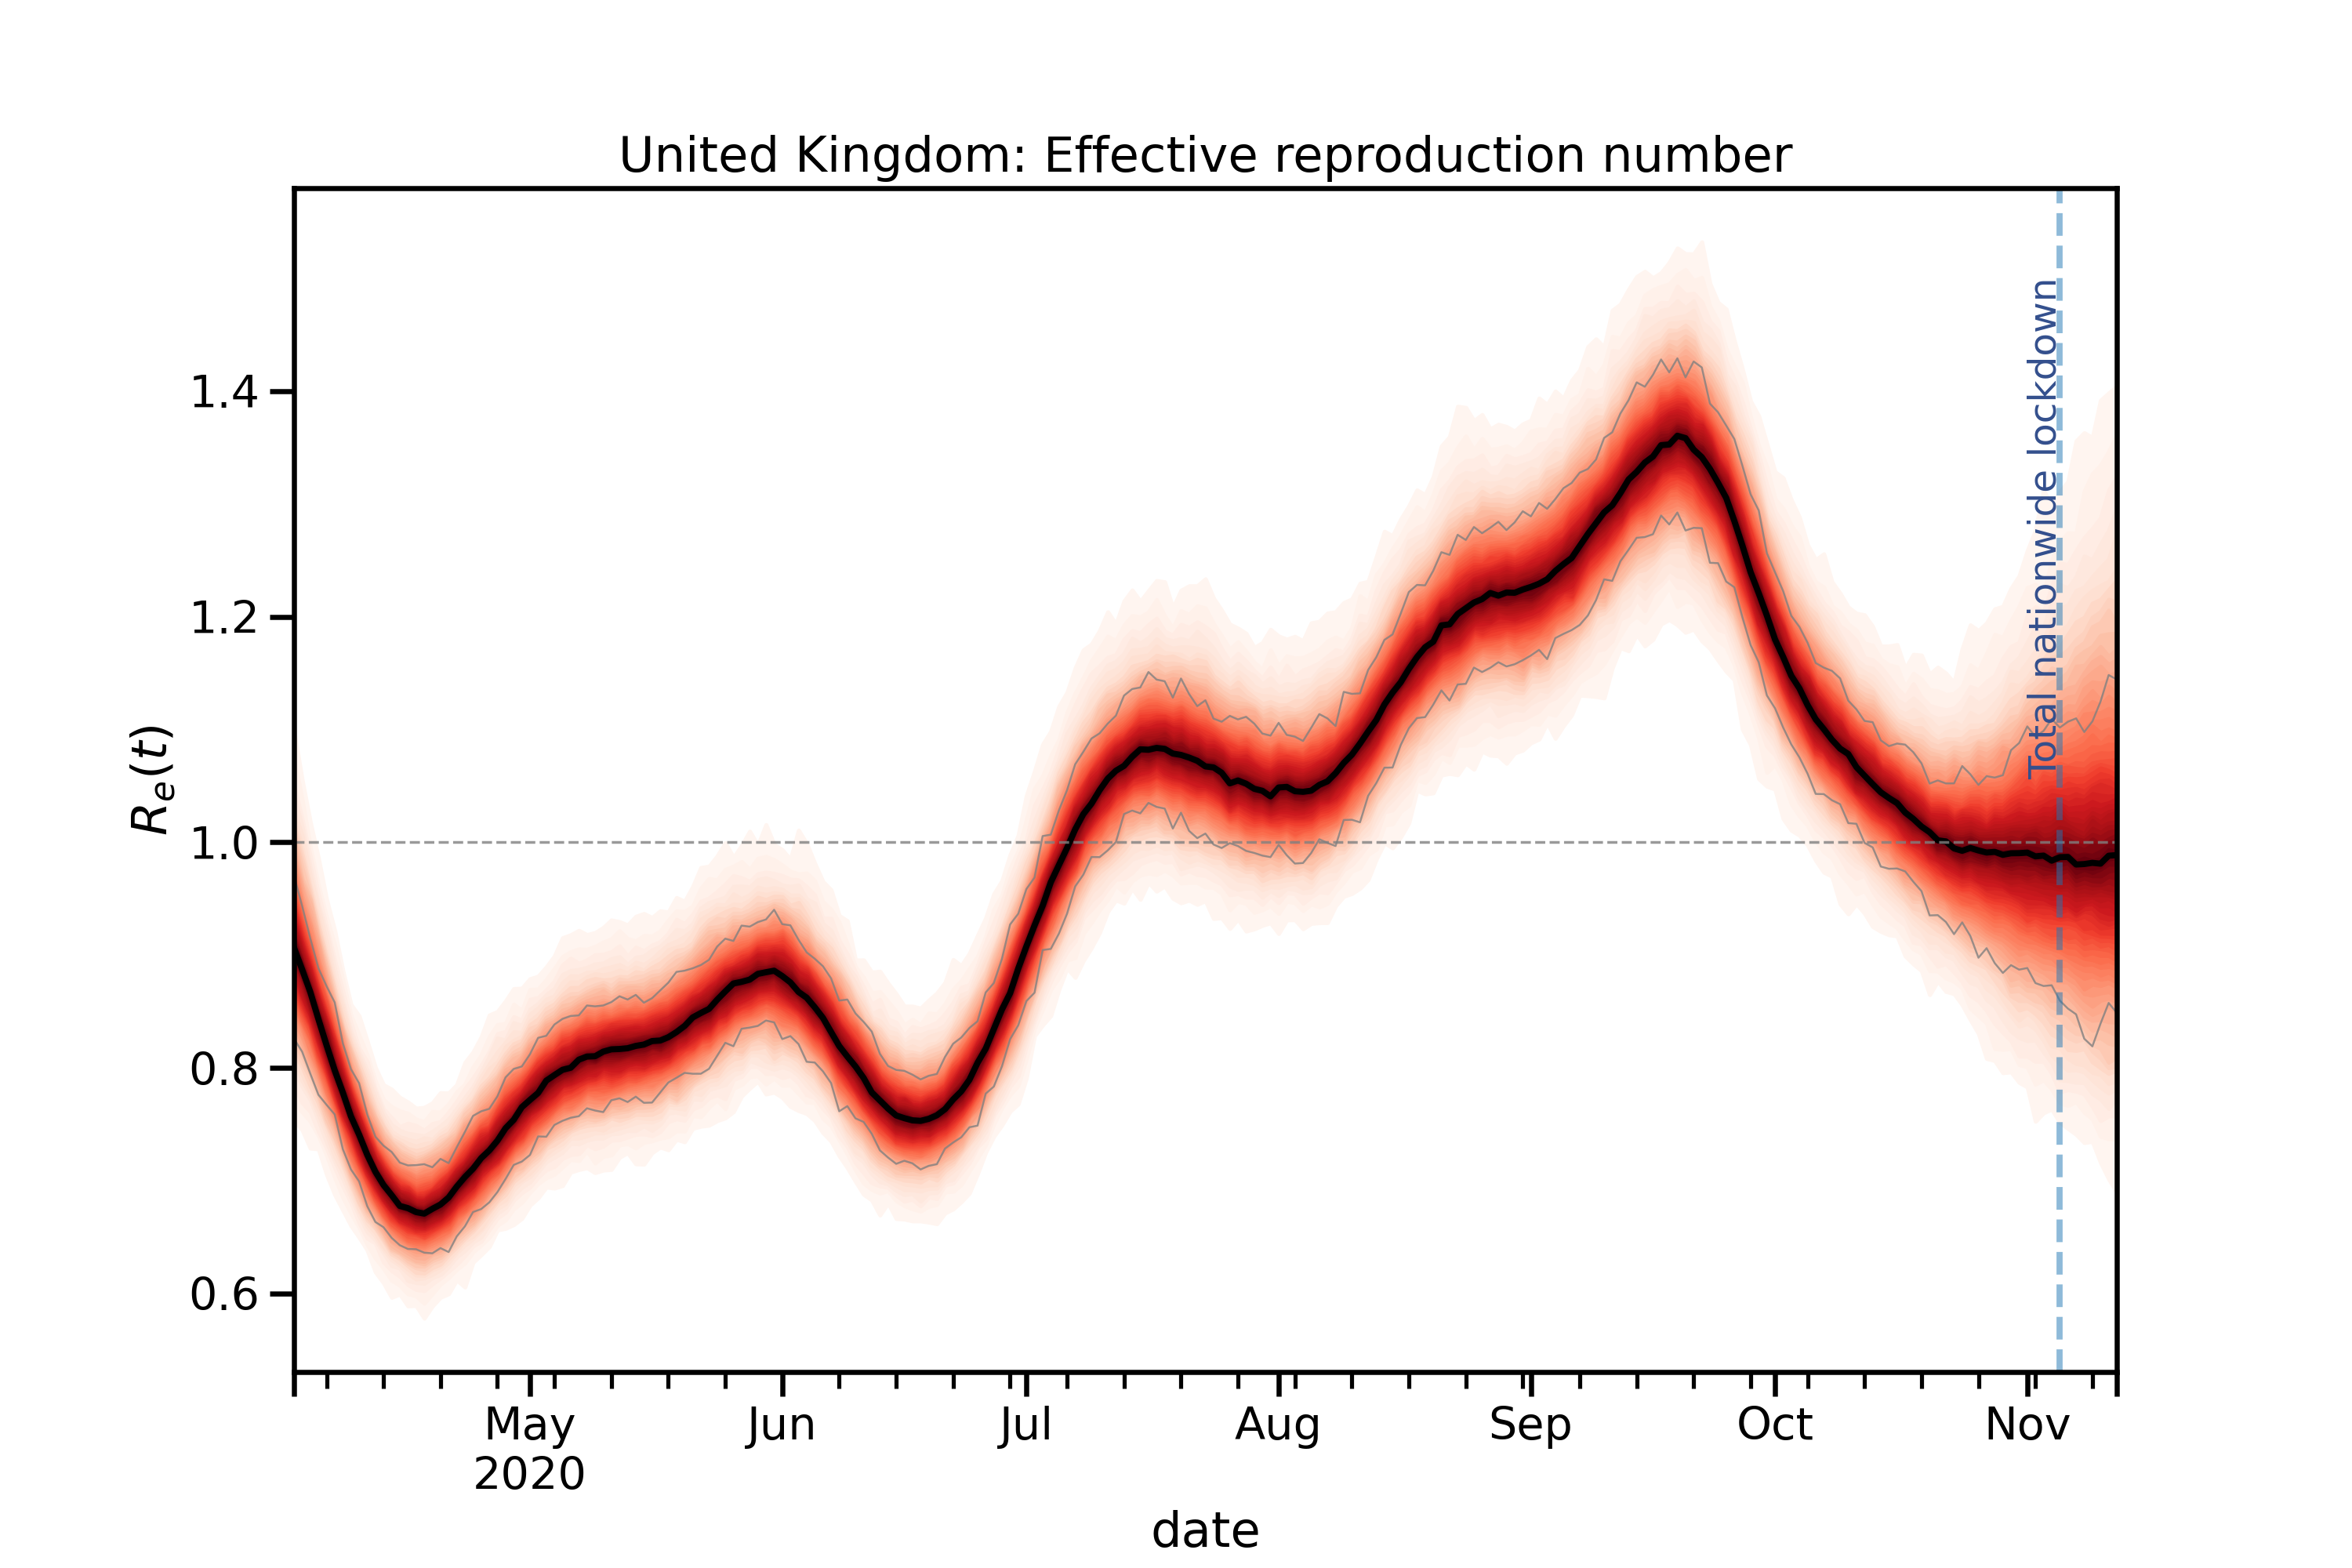 United Kingdom: Effective reproduction number
Total nationwide lockdown
R_e(t)
1.4
1.2
1.0
0.8
0.6
May Jun Jul Aug Sep Oct Nov
2020
date